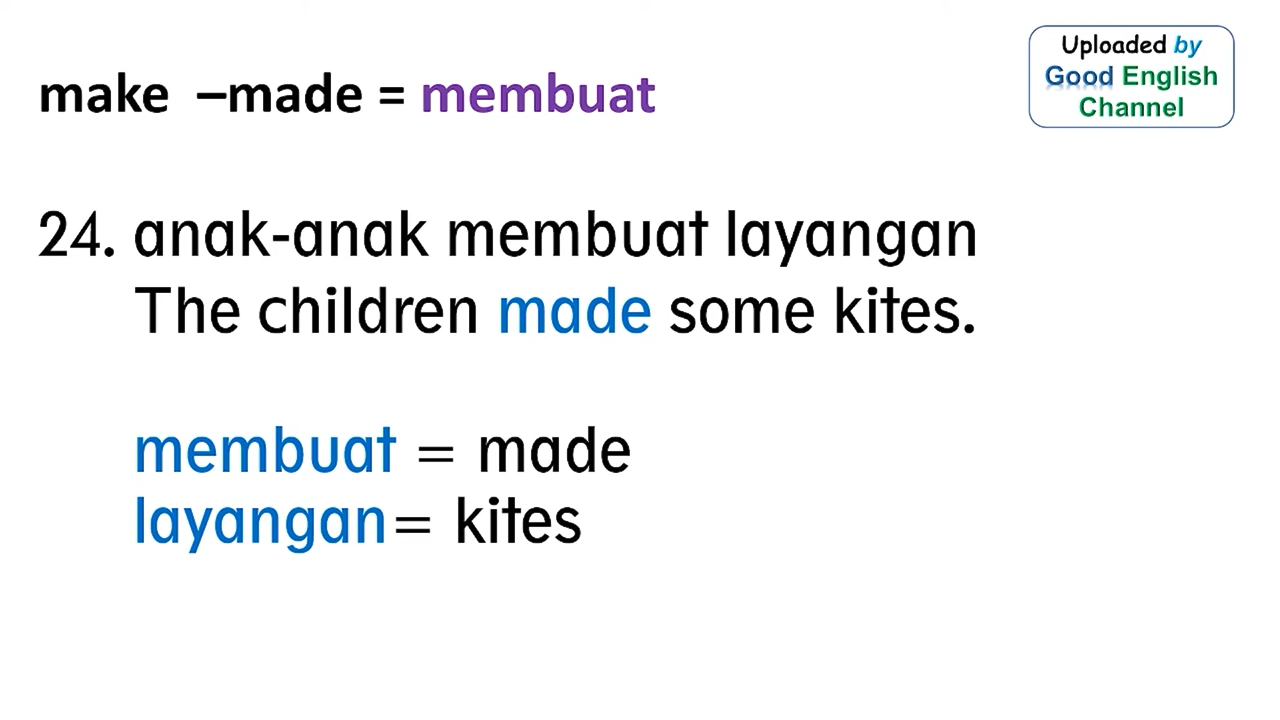 Uploaded by
Good English
Channel
make –made = membuat
24. anak-anak membuat layangan
The children made some kites.
membuat = made
layangan= kites